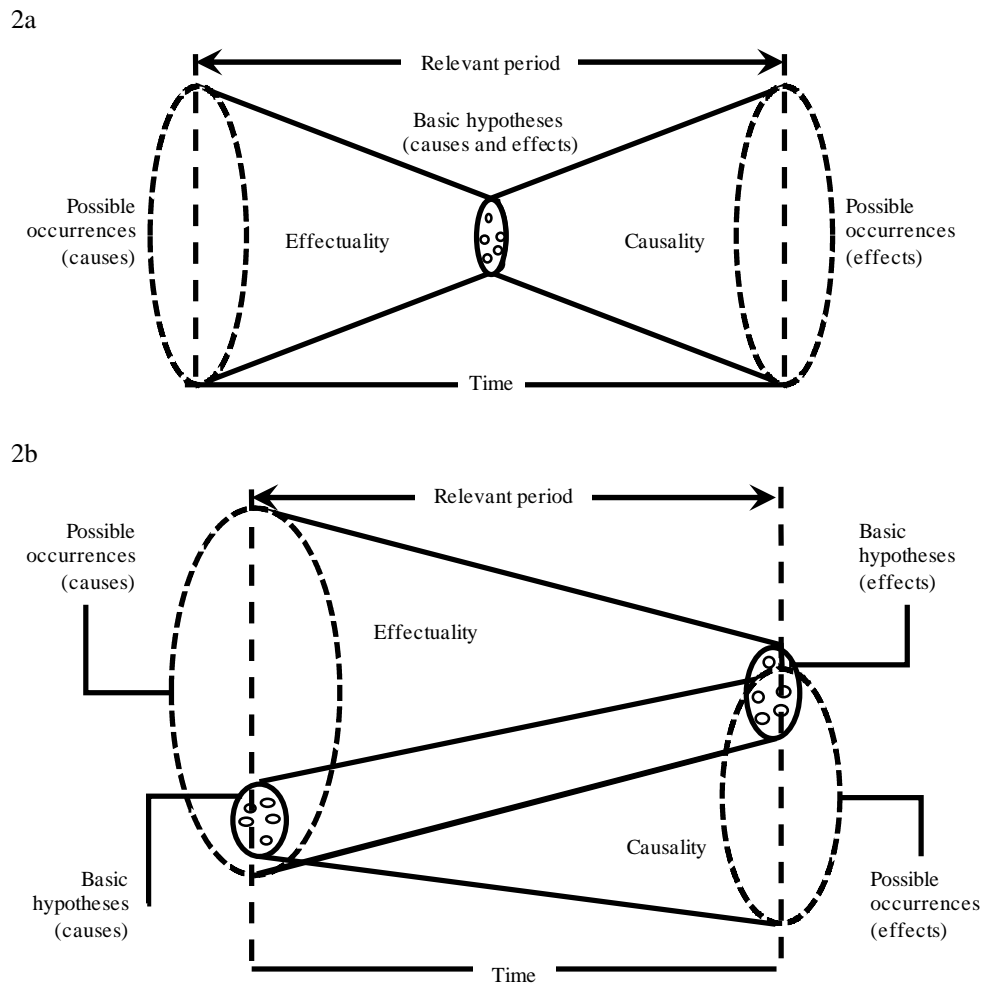 2a
Relevant period
Basic hypotheses
(causes and effects)
Possible
occurrences
(causes)
Effectuality
Causality
Possible
occurrences
(effects)
Time
2b
Relevant period
Possible
occurrences
(causes)
Basic
hypotheses
(effects)
Effectuality
Causality
Basic
hypotheses
(causes)
Possible
occurrences
(effects)
Time